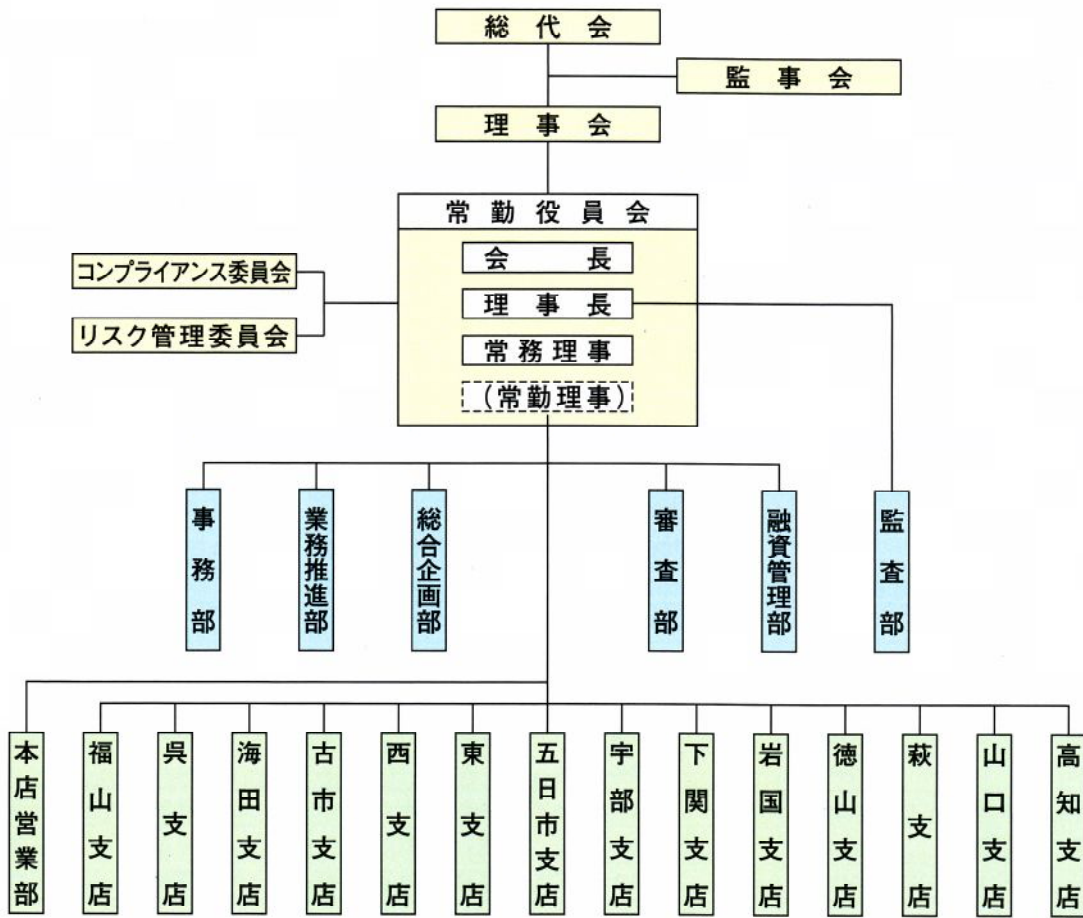 総代会
監事会
理事会
常勤役員会
会長
理事長
常務理事
（常勤理事）
コンプライアンス委員会
リスク管理委員会
事務部
業務推進部
総合企画部
審査部
融資管理部
監査部
本店営業部
福山支店
呉支店
海田支店
古市支店
西支店
東支店
五日市支店
宇部支店
下関支店
岩国支店
徳山支店
萩支店
山口支店
高知支店